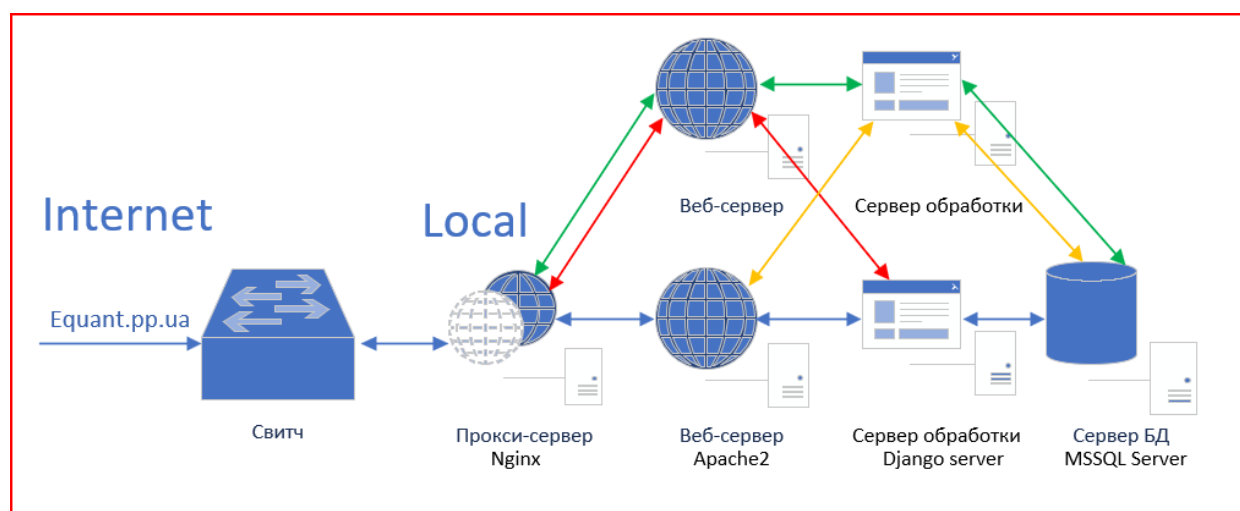 Internet
Local
Equant.pp.ua
Веб-сервер
Сервер обработки
Свитч
Прокси-сервер
Nginx
Веб-сервер
Apache2
Сервер обработки
Django server
Сервер БД
MSSQL Server